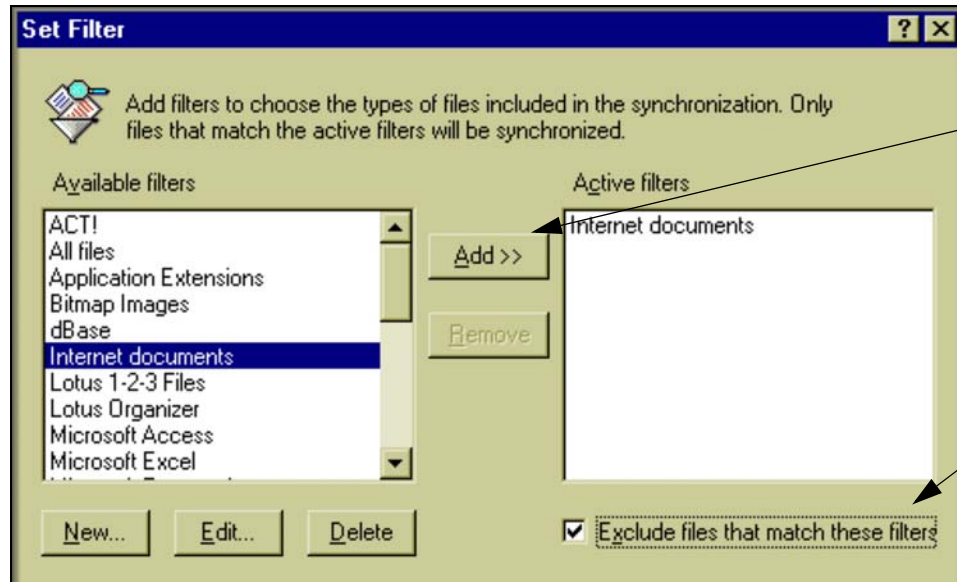 Set Filter
Add filters to choose the types of files included in the synchronization. Only
files that match the active filters will be synchronized.
Available filters
ACT!
All files
Application Extensions
Bitmap Images
dBase
Internet documents
Lotus 1-2-3 Files
Lotus Organizer
Microsoft Access
Microsoft Excel
Add >>
Remove
Active filters
Internet documents
New...
Edit...
Delete
Exclude files that match these filters